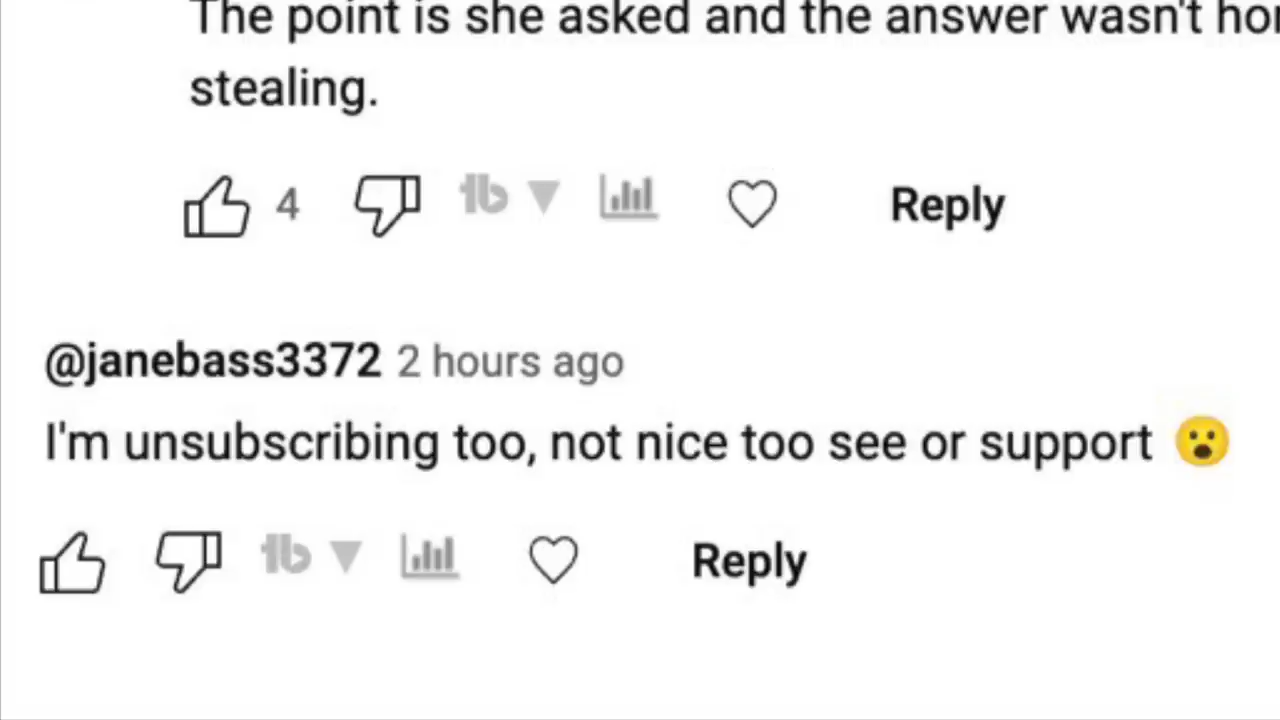 The point is she asked and the answer wasn't
stealing.
4
Reply
@janebass3372 2 hours ago
I'm unsubscribing too, not nice too see or support 😮
Reply